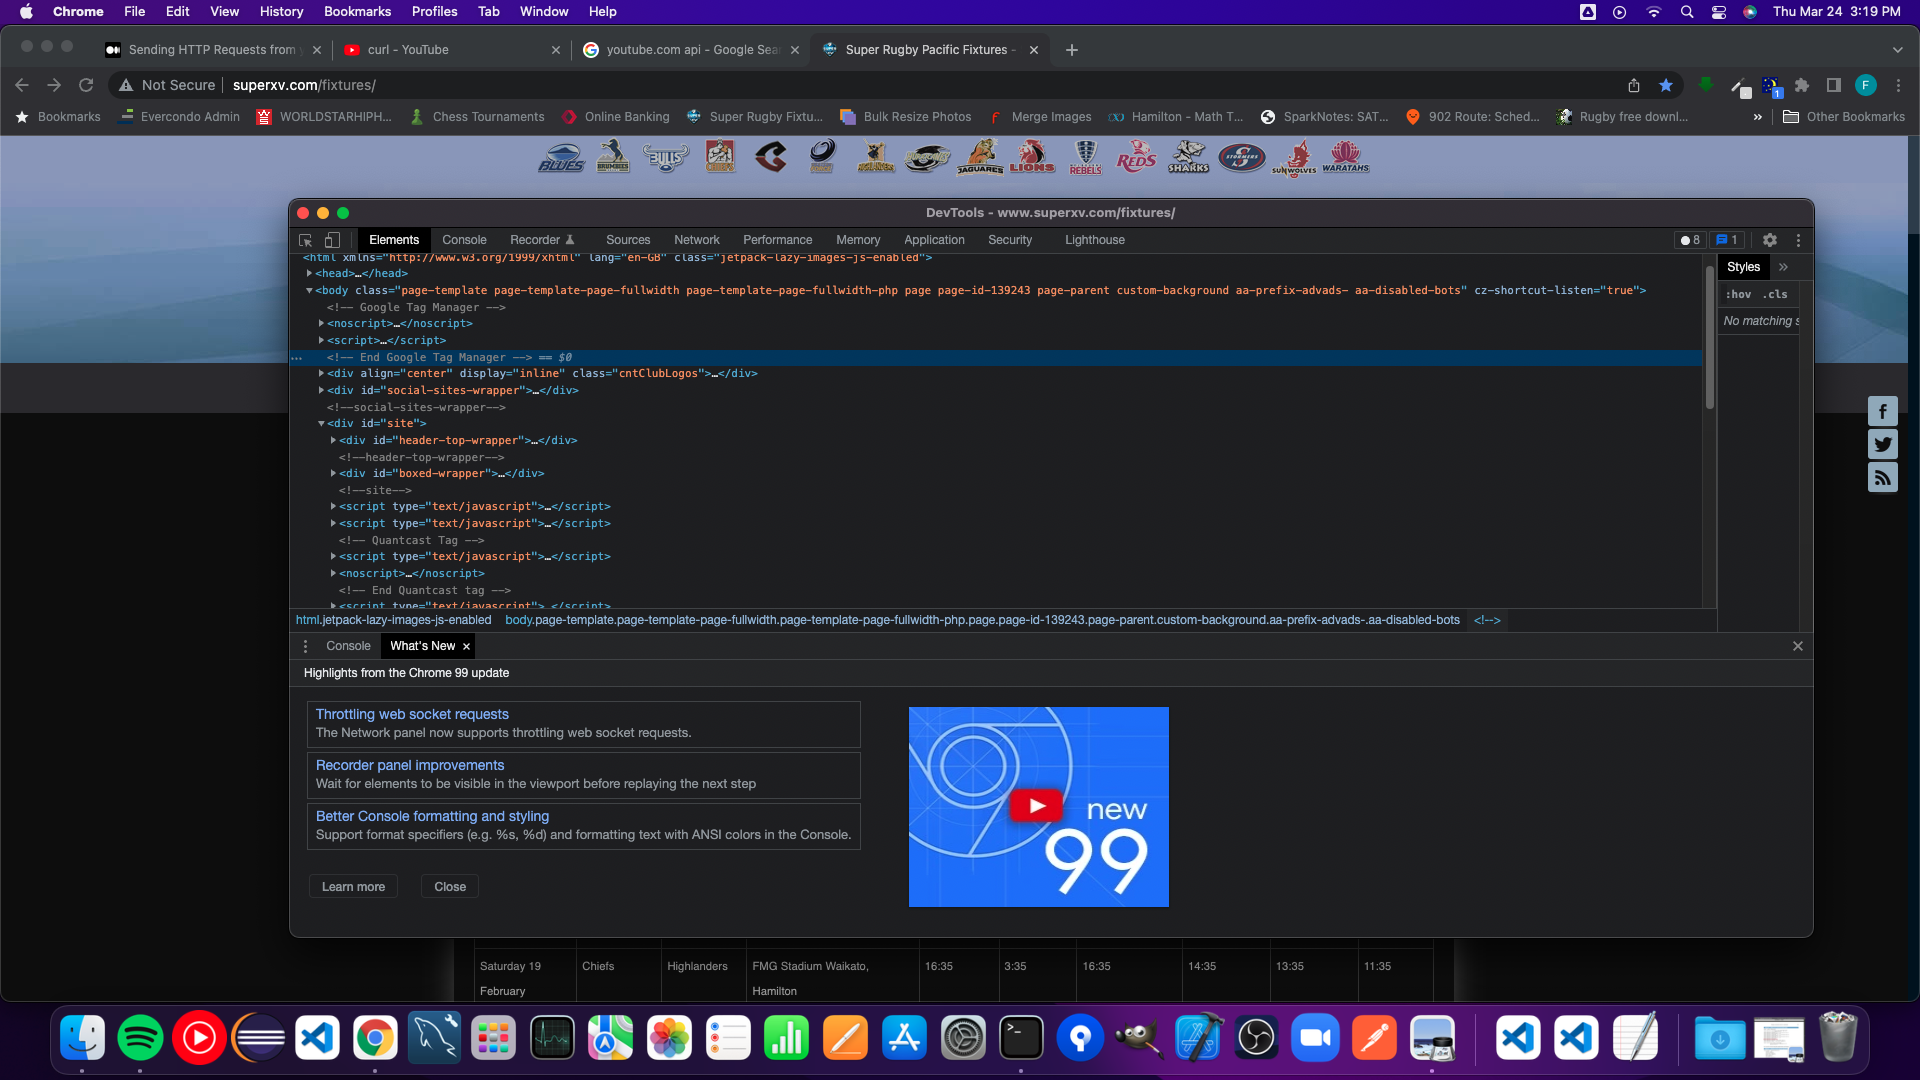 Chrome File Edit View History Bookmarks Profiles Tab Window Help Thu Mar 24 3:19 PM
Sending HTTP Requests from
curl - YouTube
youtube.com api - Google Sea
Super Rugby Pacific Fixtures -
Not Secure superxv.com/fixtures/ F
Bookmarks Evercondo Admin WORLDSTARHIPH... Chess Tournaments Online Banking Super Rugby Fixtu... Bulk Resize Photos Merge Images Hamilton - Math T... SparkNotes: SAT... 902 Route: Sched... Rugby free downl... » Other Bookmarks
BLUES BRUMBIES BULLS CHIEFS JAGUARES LIONS REBELS REDS SHARKS STORMERS SUNWOLVES WARATAHS
DevTools - www.superxv.com/fixtures/
Elements Console Recorder Sources Network Performance Memory Application Security Lighthouse 8 1
<html xmlns="http://www.w3.org/1999/xhtml" lang="en-GB" class="jetpack-lazy-images-js-enabled">
<head>…</head>
<body class="page-template page-template-page-fullwidth page-template-page-fullwidth-php page page-id-139243 page-parent custom-background aa-prefix-advads- aa-disabled-bots" cz-shortcut-listen="true">
<!-- Google Tag Manager -->
<noscript>…</noscript>
<script>…</script>
<!-- End Google Tag Manager --> == $0
<div align="center" display="inline" class="cntClubLogos">…</div>
<div id="social-sites-wrapper">…</div>
<!--social-sites-wrapper-->
<div id="site">
<div id="header-top-wrapper">…</div>
<!--header-top-wrapper-->
<div id="boxed-wrapper">…</div>
<!--site-->
<script type="text/javascript">…</script>
<script type="text/javascript">…</script>
<!-- Quantcast Tag -->
<script type="text/javascript">…</script>
<noscript>…</noscript>
<!-- End Quantcast tag -->
<script type="text/javascript">…</script>
Styles »
:hov .cls
No matching s
html.jetpack-lazy-images-js-enabled body.page-template.page-template-page-fullwidth.page-template-page-fullwidth-php.page.page-id-139243.page-parent.custom-background.aa-prefix-advads-.aa-disabled-bots <!-->
Console What's New
Highlights from the Chrome 99 update
Throttling web socket requests
The Network panel now supports throttling web socket requests.
Recorder panel improvements
Wait for elements to be visible in the viewport before replaying the next step
Better Console formatting and styling
Support format specifiers (e.g. %s, %d) and formatting text with ANSI colors in the Console.
Learn more Close
new
99
Saturday 19 February
Chiefs
Highlanders
FMG Stadium Waikato, Hamilton
16:35
3:35
16:35
14:35
13:35
11:35